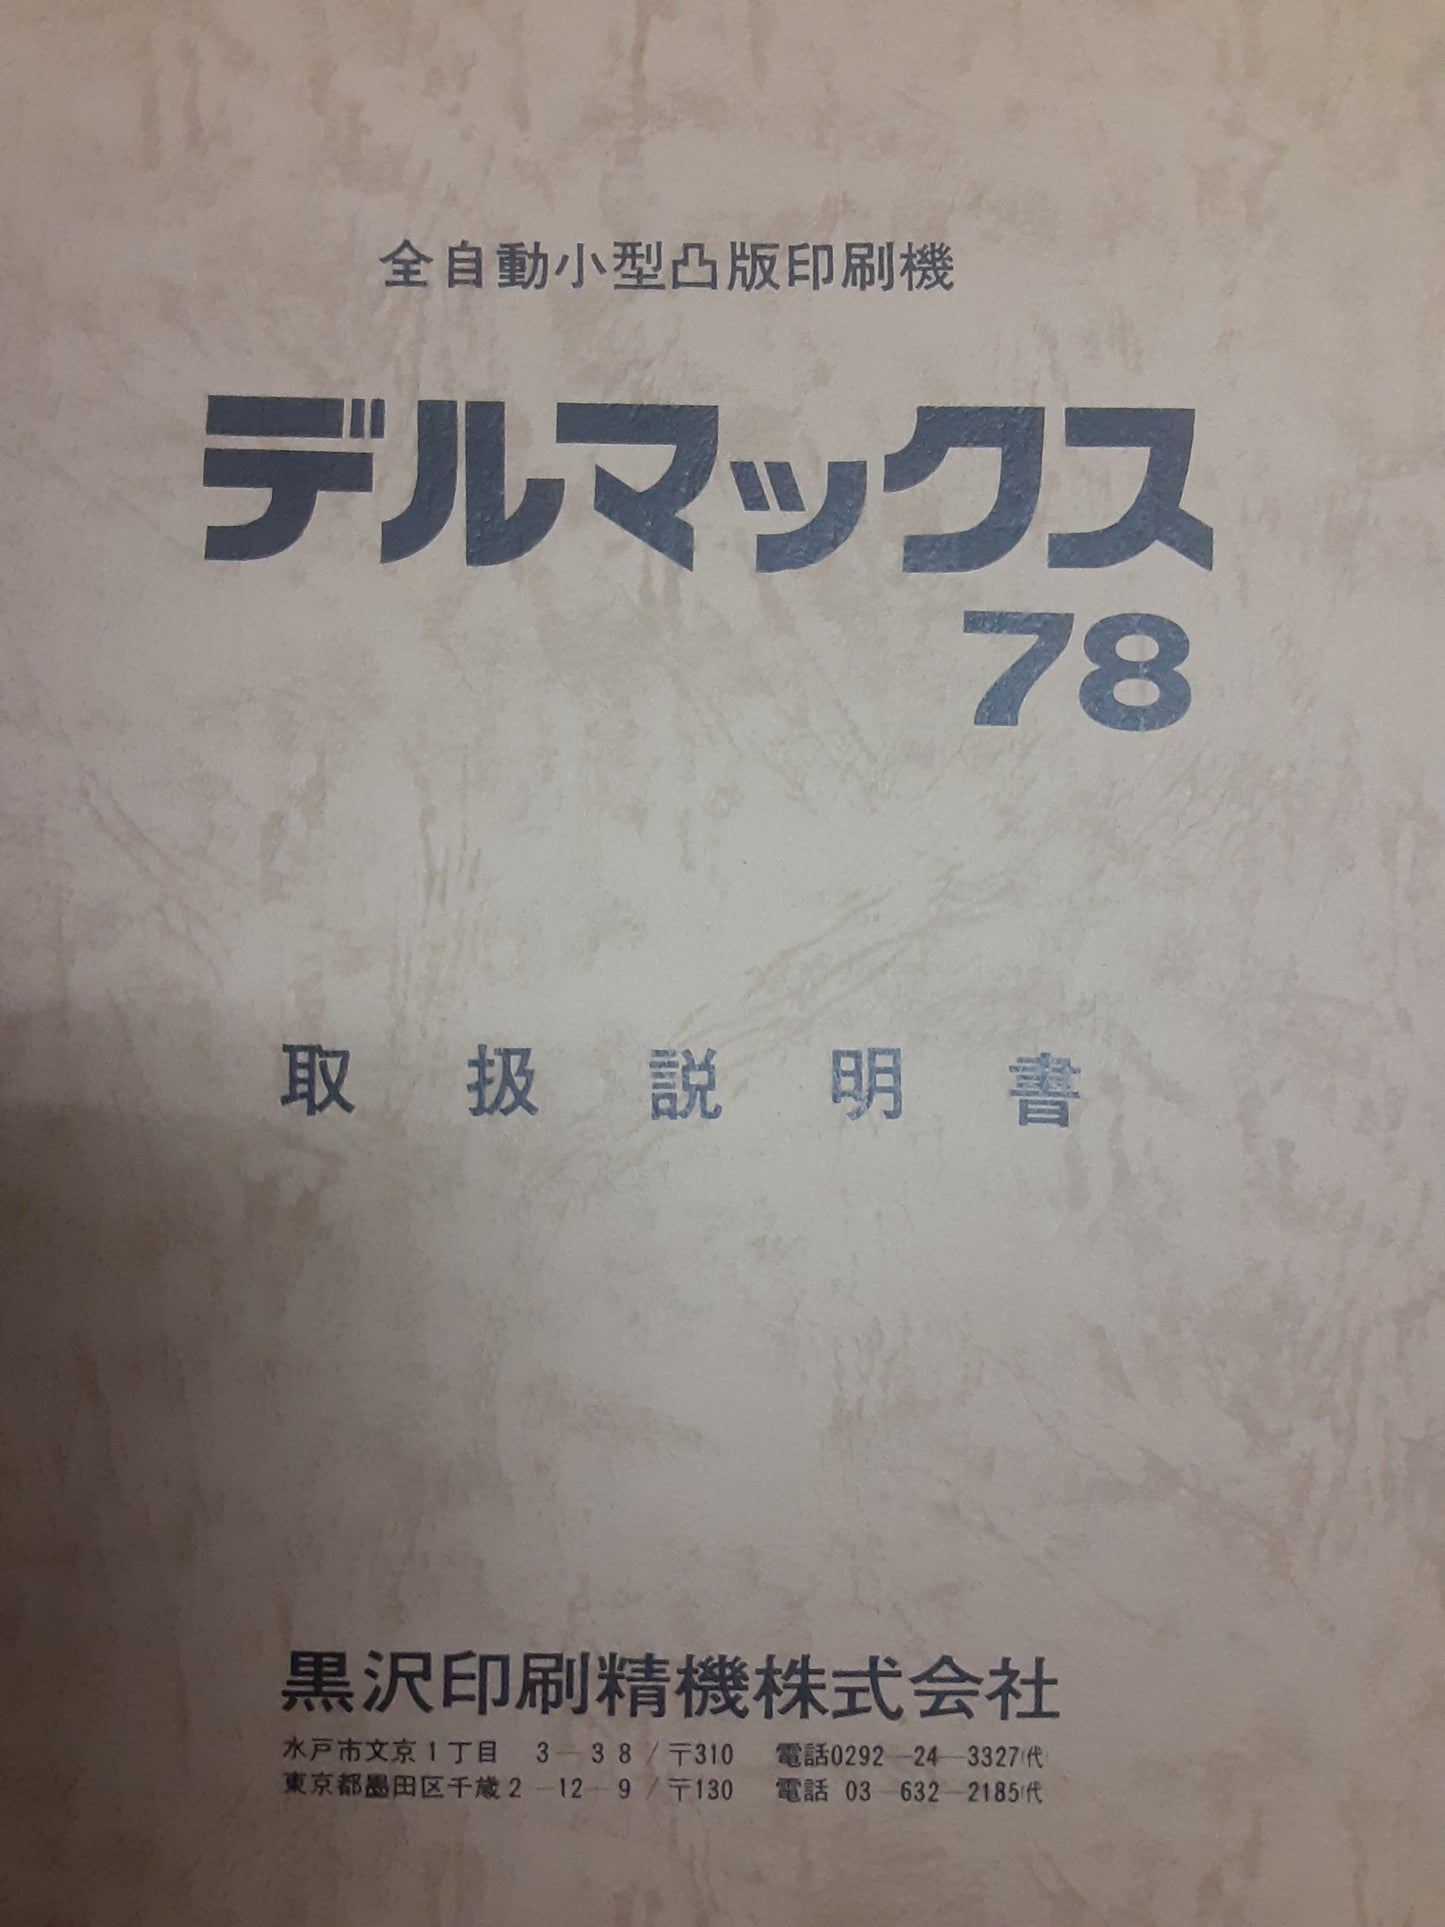 全自動小型凸版印刷機
デルマックス
78
取扱説明書
黒沢印刷精機株式会社
水戸市文京1丁目 3－38/〒310 電話0292－24－3327(代)
東京都墨田区千歳2－12－9/〒130 電話 03－632－2185(代)